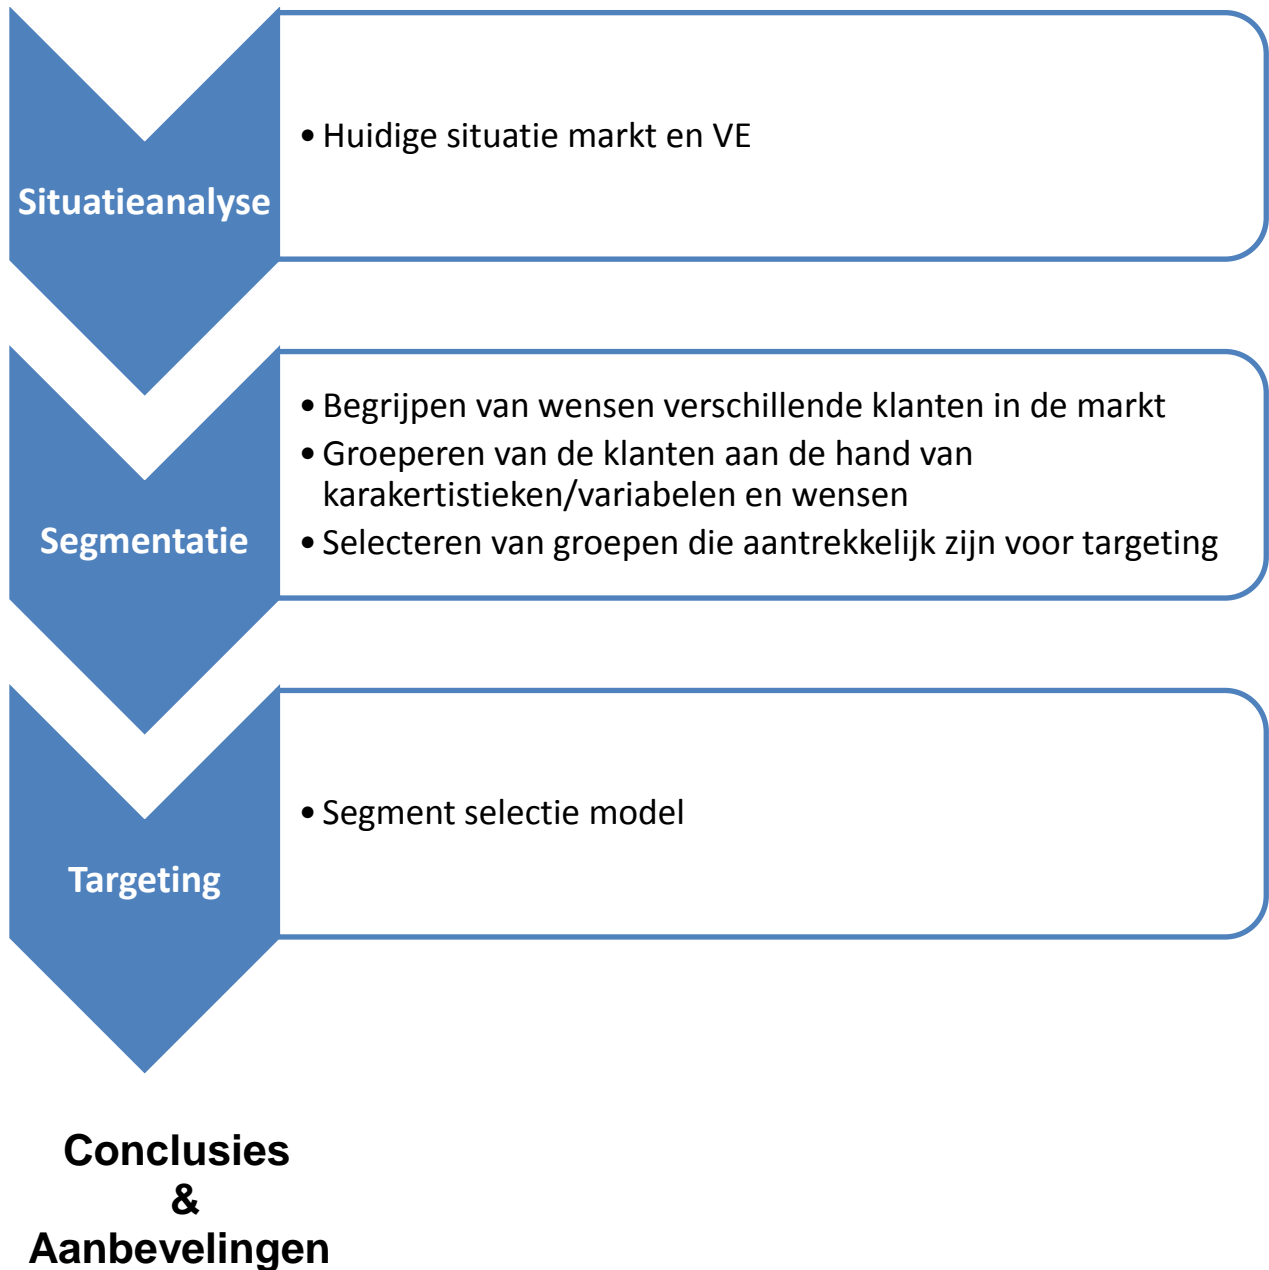 Situatieanalyse
• Huidige situatie markt en VE
Segmentatie
• Begrijpen van wensen verschillende klanten in de markt
• Groeperen van de klanten aan de hand van
karakertistieken/variabelen en wensen
• Selecteren van groepen die aantrekkelijk zijn voor targeting
Targeting
• Segment selectie model
Conclusies
&
Aanbevelingen